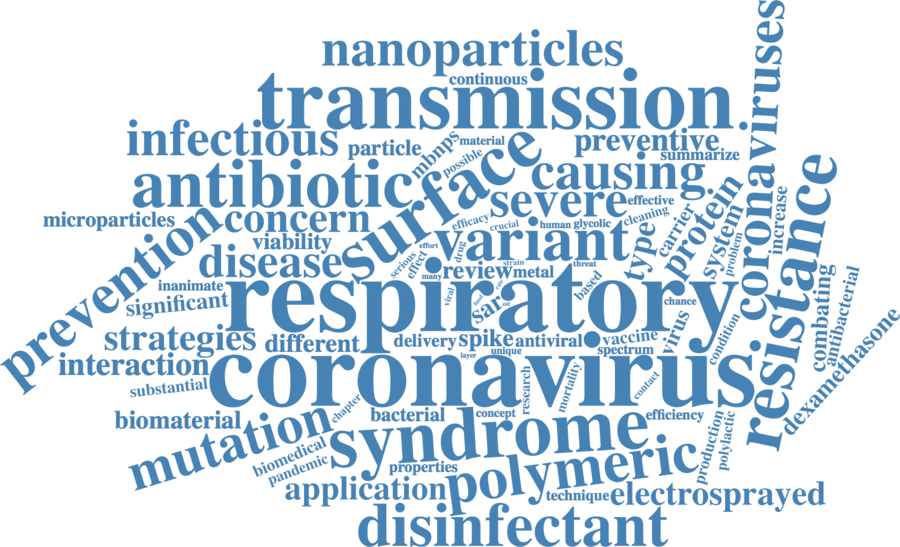 nanoparticles
continuous
transmission
coronaviruses
infectious
particle
mbnps
material
possible
preventive
summarize
antibiotic
surface
causing
severe
effective
resistance
microparticles
concern
efficacy
crucial
human
glycolic
cleaning
carrier
protein
system
problem
increase
prevention
viability
variant
type
disease
serious
effect
effort
drug
strain
threat
many
review
metal
based
inanimate
significant
respiratory
viral
sars
chance
combating
antibacterial
strategies
different
delivery
spike
antiviral
vaccine
virus
condition
dexamethasone
layer
unique
spectrum
interaction
coronavirus
substantial
research
mortality
contact
biomaterial
chapter
bacterial
concept
efficiency
mutation
syndrome
production
polylactic
biomedical
pandemic
properties
polymeric
application
technique
electrosprayed
disinfectant